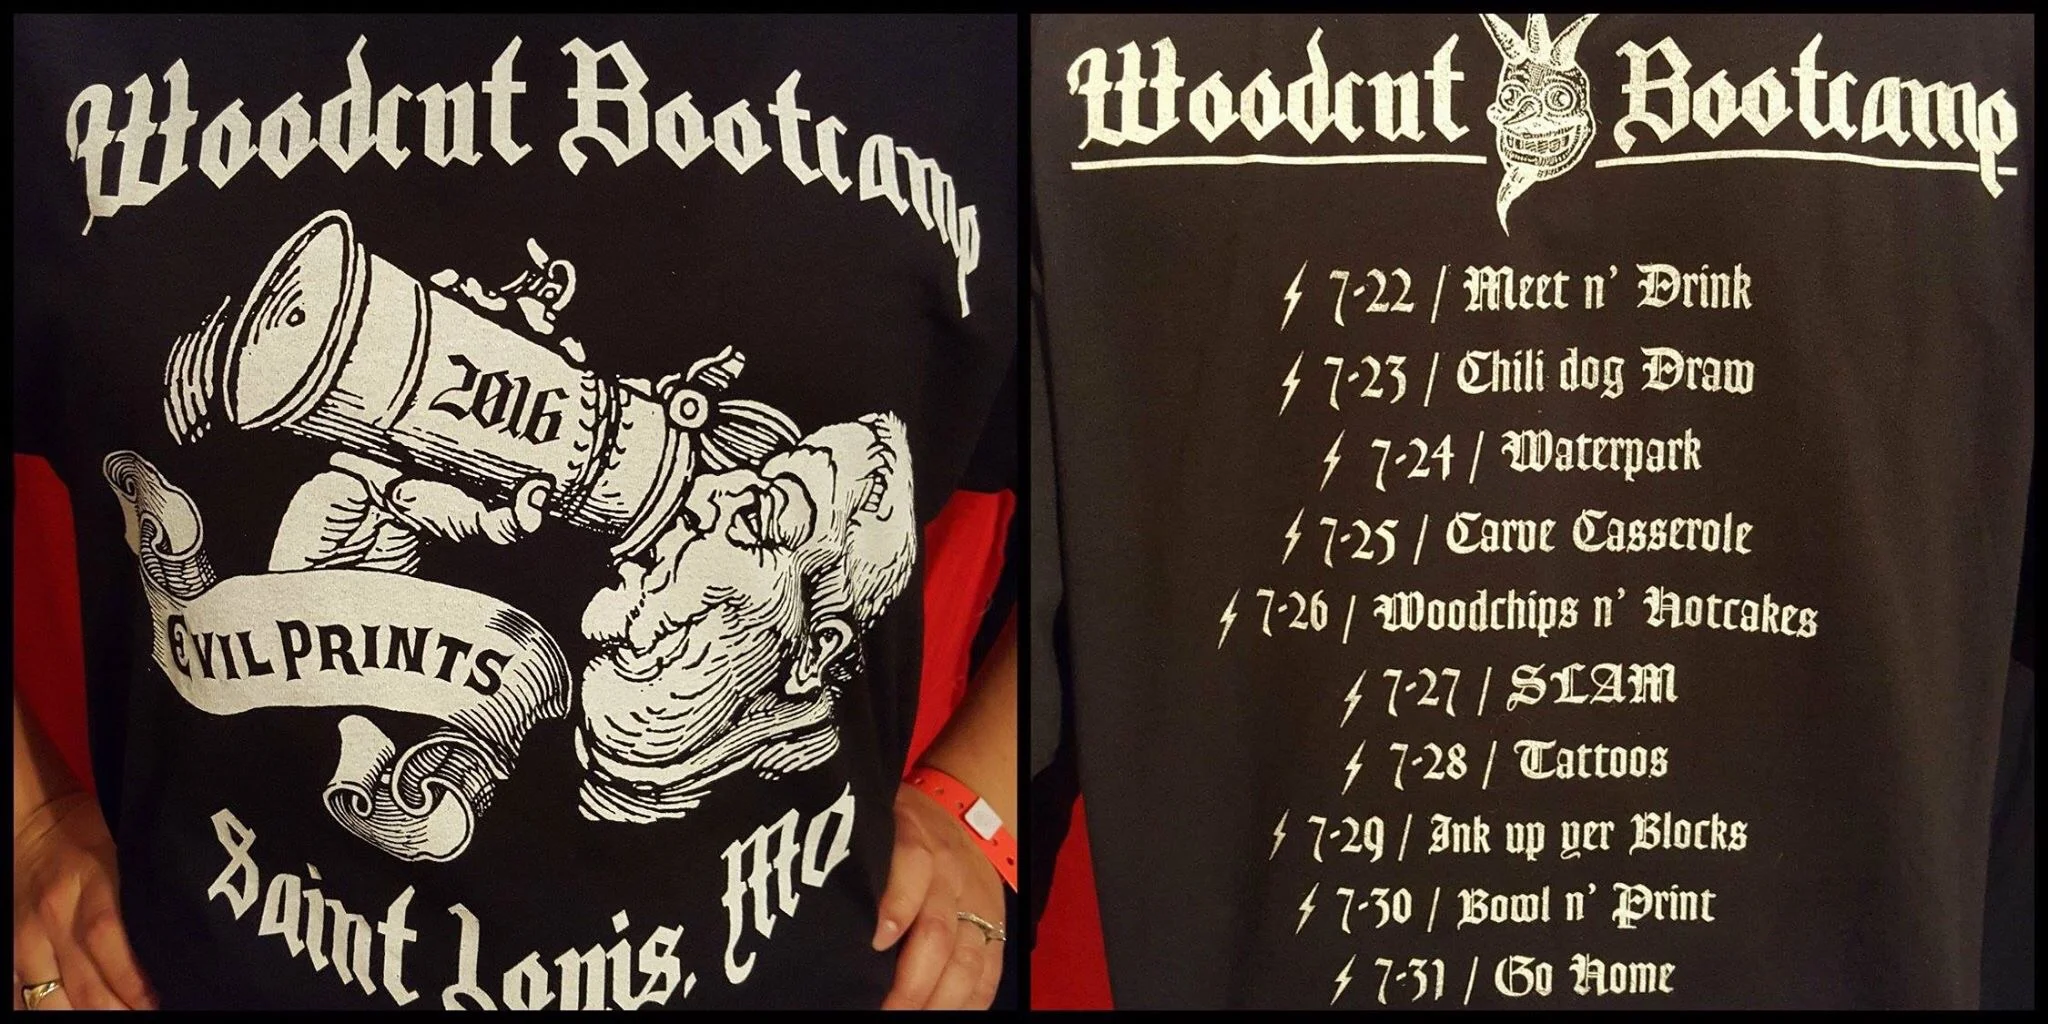 Woodcut Bootcamp
2016
Evil Prints
Saint Louis, Mo
Woodcut Bootcamp
7-22 / Meet n' Drink
7-23 / Chili dog Draw
7-24 / Waterpark
7-25 / Carve Casserole
7-26 / Woodchips n' Hotcakes
7-27 / SLAM
7-28 / Tattoos
7-29 / Ink up yer Blocks
7-30 / Bowl n' Print
7-31 / Go Home